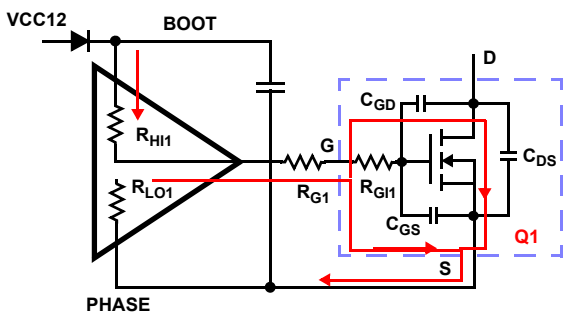 VCC12
BOOT
D
CGD
G
RHI1
CDS
RLO1
RG1
RGI1
CGS
Q1
S
PHASE